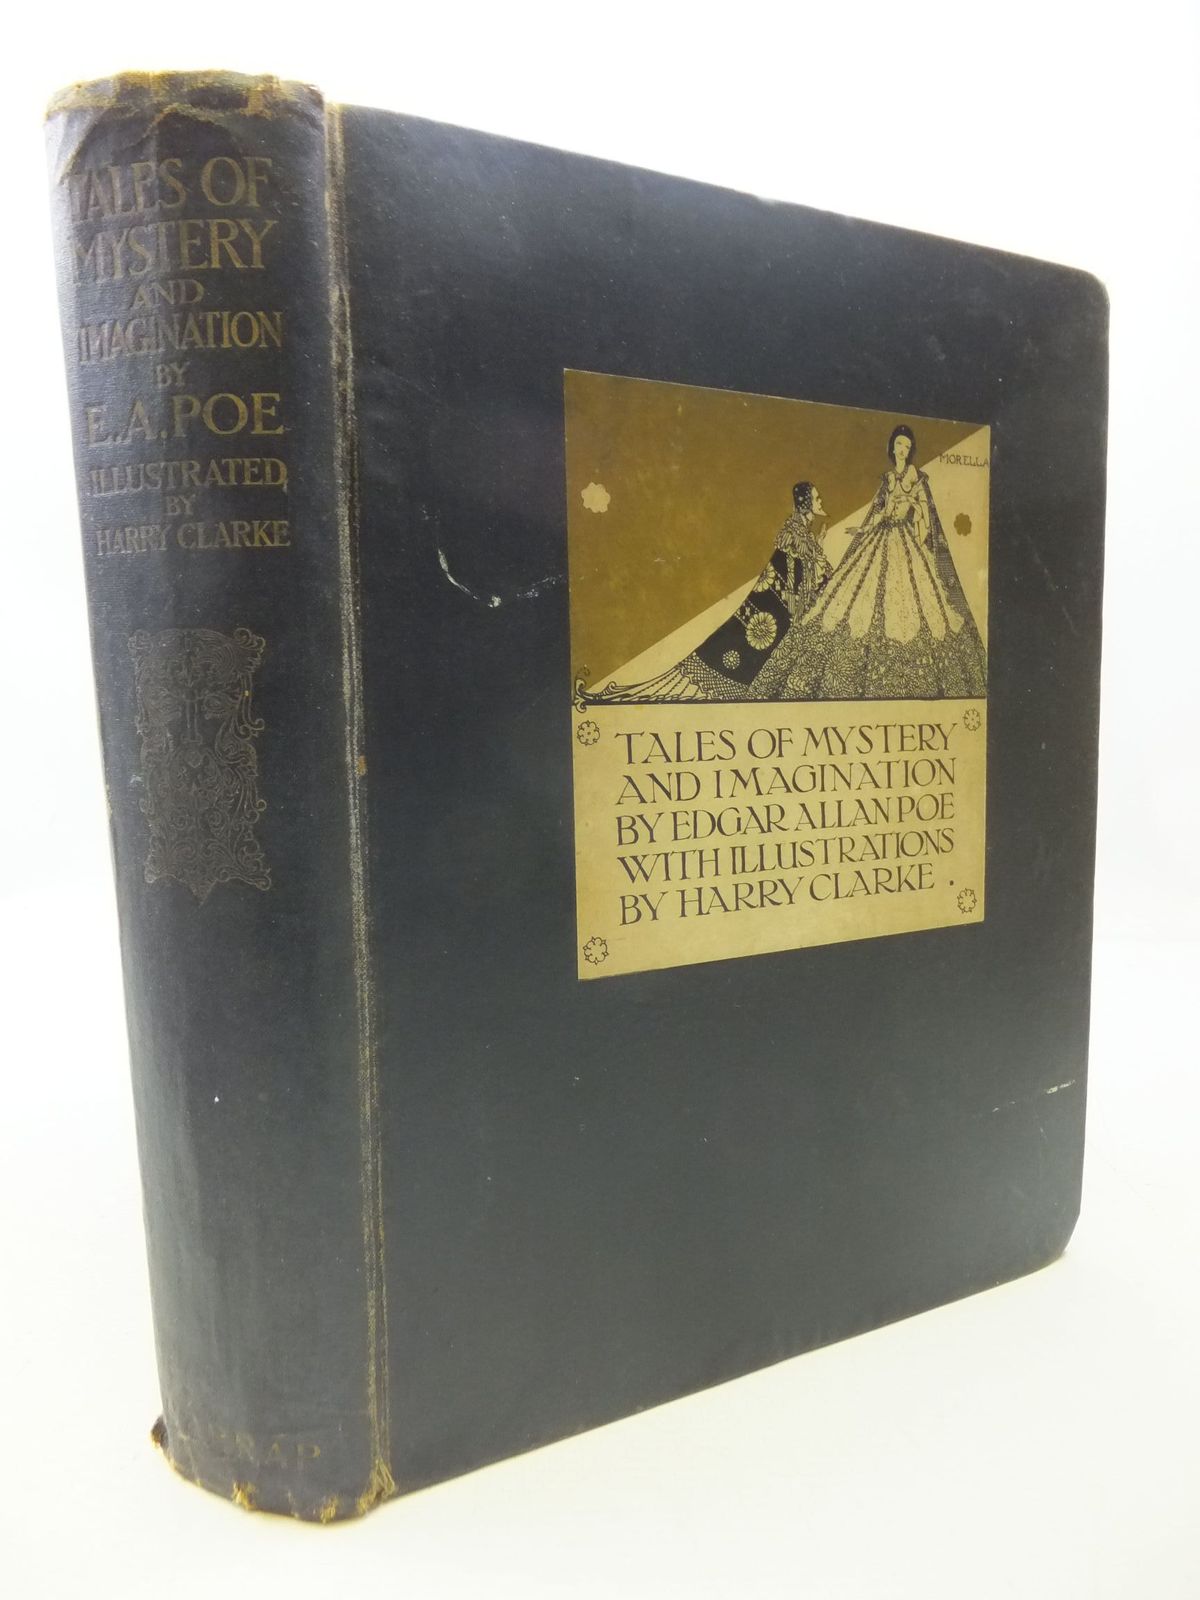 TALES OF
MYSTERY
AND
IMAGINATION
BY
E.A. POE
ILLUSTRATED
BY
HARRY CLARKE
MORELLA
TALES OF MYSTERY
AND IMAGINATION
BY EDGAR ALLAN POE
WITH ILLUSTRATIONS
BY HARRY CLARKE .